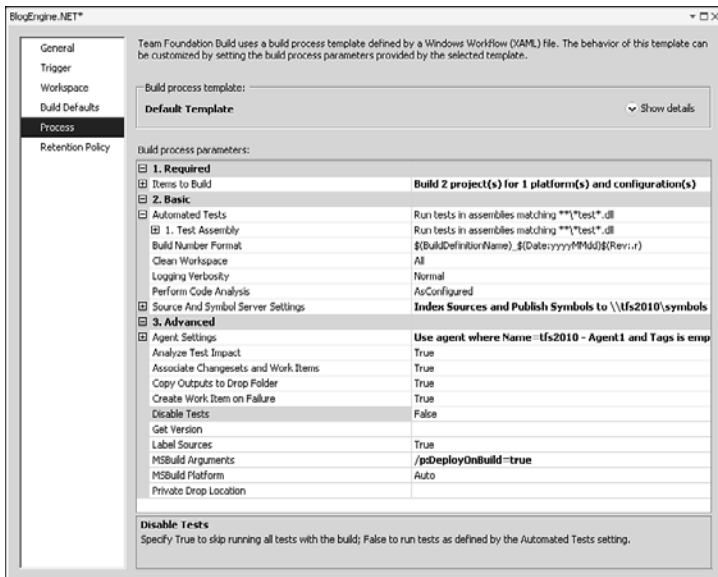 BlogEngine.NET*
General
Trigger
Workspace
Build Defaults
Process
Retention Policy
Team Foundation Build uses a build process template defined by a Windows Workflow (XAML) file. The behavior of this template can
be customized by setting the build process parameters provided by the selected template.
Build process template:
Default Template
Show details
Build process parameters:
1. Required
Items to Build Build 2 project(s) for 1 platform(s) and configuration(s)
2. Basic
Automated Tests Run tests in assemblies matching **\*test*.dll
1. Test Assembly Run tests in assemblies matching **\*test*.dll
Build Number Format $(BuildDefinitionName)_$(Date:yyyyMMdd)$(Rev:.r)
Clean Workspace All
Logging Verbosity Normal
Perform Code Analysis AsConfigured
Source And Symbol Server Settings Index Sources and Publish Symbols to \\tfs2010\symbols
3. Advanced
Agent Settings Use agent where Name=tfs2010 - Agent1 and Tags is emp
Analyze Test Impact True
Associate Changesets and Work Items True
Copy Outputs to Drop Folder True
Create Work Item on Failure True
Disable Tests False
Get Version
Label Sources True
MSBuild Arguments /p:DeployOnBuild=true
MSBuild Platform Auto
Private Drop Location
Disable Tests
Specify True to skip running all tests with the build; False to run tests as defined by the Automated Tests setting.